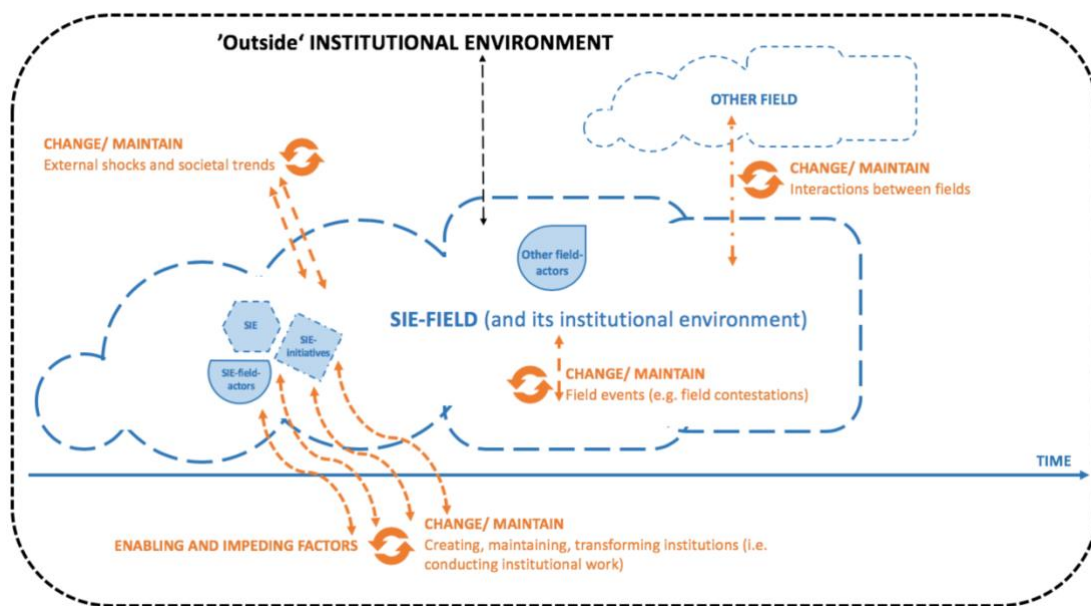 ’Outside‘ INSTITUTIONAL ENVIRONMENT
OTHER FIELD
CHANGE/ MAINTAIN
External shocks and societal trends
CHANGE/ MAINTAIN
Interactions between fields
Other field-
actors
SIE
SIE-
initiatives
SIE-field-
actors
SIE-FIELD (and its institutional environment)
CHANGE/ MAINTAIN
Field events (e.g. field contestations)
TIME
ENABLING AND IMPEDING FACTORS
CHANGE/ MAINTAIN
Creating, maintaining, transforming institutions (i.e.
conducting institutional work)